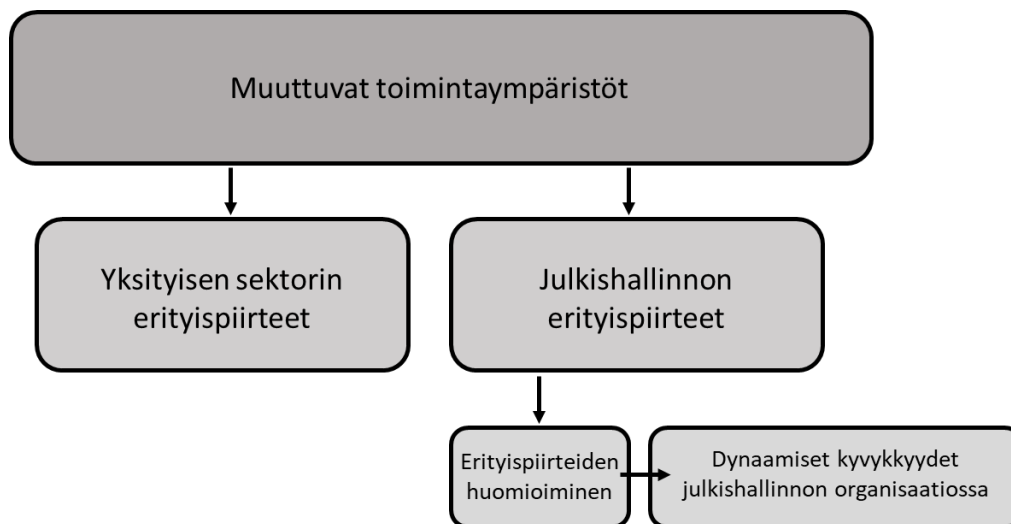 Muuttuvat toimintaympäristöt
Yksityisen sektorin
erityispiirteet
Julkishallinnon
erityispiirteet
Erityispiirteiden
huomioiminen
Dynaamiset kyvykkyydet
julkishallinnon organisaatiossa